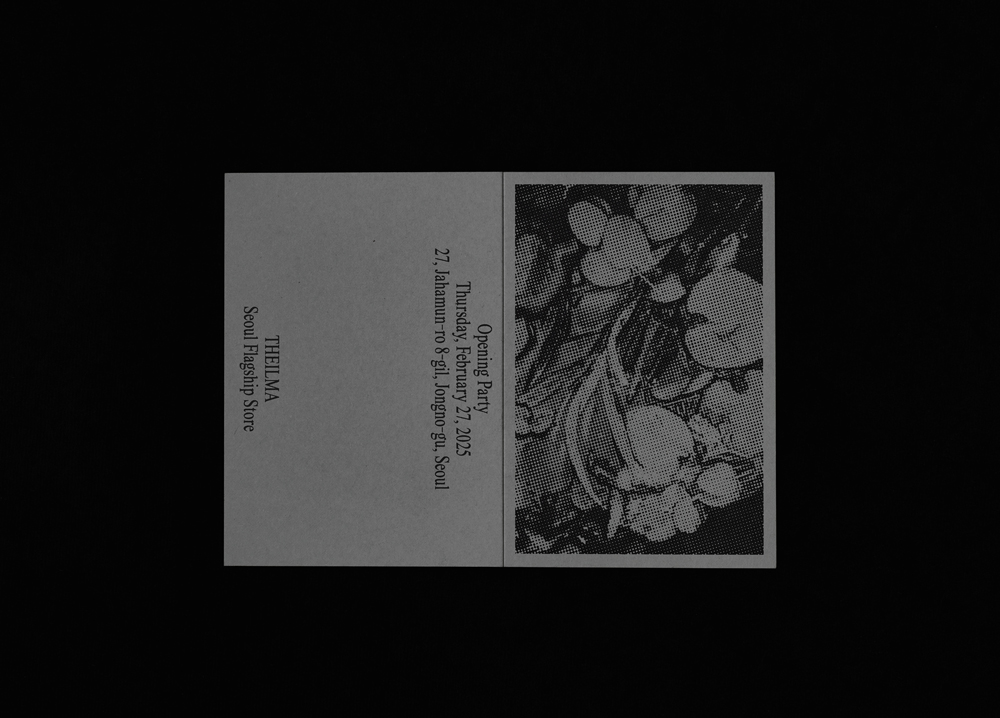 Opening Party
Thursday, February 27, 2025
27, Jahamun-ro 8-gil, Jongno-gu, Seoul
THEILMA
Seoul Flagship Store